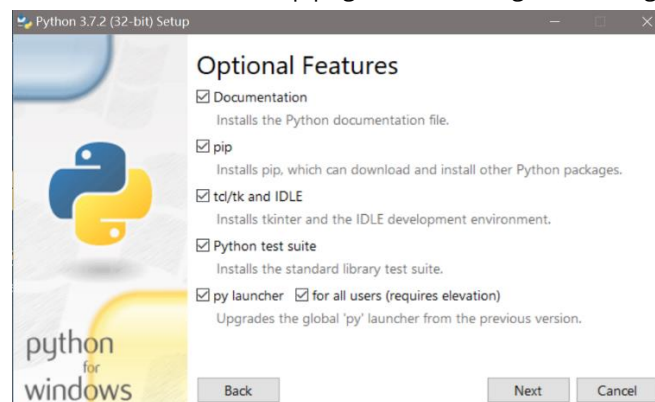 Python 3.7.2 (32-bit) Setup
Optional Features
Documentation
Installs the Python documentation file.
pip
Installs pip, which can download and install other Python packages.
tcl/tk and IDLE
Installs tkinter and the IDLE development environment.
Python test suite
Installs the standard library test suite.
py launcher for all users (requires elevation)
Upgrades the global 'py' launcher from the previous version.
python
for
windows
Back Next Cancel